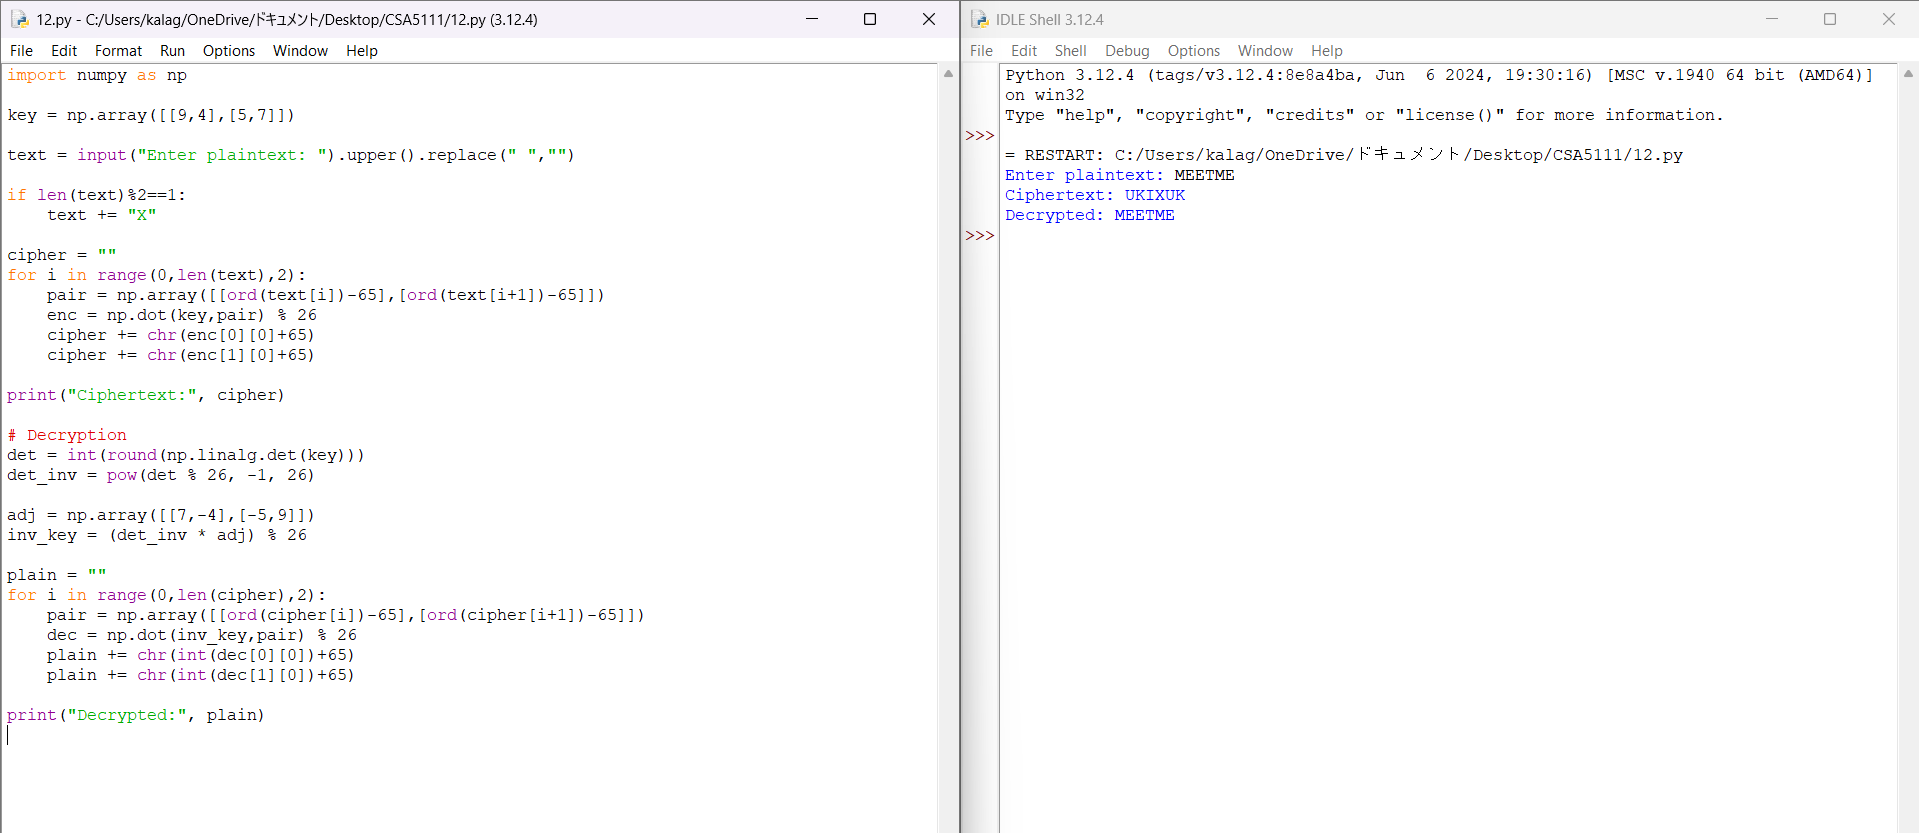 12.py - C:/Users/kalag/OneDrive/ドキュメント/Desktop/CSA5111/12.py (3.12.4)
File Edit Format Run Options Window Help
import numpy as np
key = np.array([[9,4],[5,7]])
text = input("Enter plaintext: ").upper().replace(" ","")
if len(text)%2==1:
    text += "X"
cipher = ""
for i in range(0,len(text),2):
    pair = np.array([[ord(text[i])-65],[ord(text[i+1])-65]])
    enc = np.dot(key,pair) % 26
    cipher += chr(enc[0][0]+65)
    cipher += chr(enc[1][0]+65)
print("Ciphertext:", cipher)
# Decryption
det = int(round(np.linalg.det(key)))
det_inv = pow(det % 26, -1, 26)
adj = np.array([[7,-4],[-5,9]])
inv_key = (det_inv * adj) % 26
plain = ""
for i in range(0,len(cipher),2):
    pair = np.array([[ord(cipher[i])-65],[ord(cipher[i+1])-65]])
    dec = np.dot(inv_key,pair) % 26
    plain += chr(int(dec[0][0])+65)
    plain += chr(int(dec[1][0])+65)
print("Decrypted:", plain)
IDLE Shell 3.12.4
File Edit Shell Debug Options Window Help
Python 3.12.4 (tags/v3.12.4:8e8a4ba, Jun  6 2024, 19:30:16) [MSC v.1940 64 bit (AMD64)]
on win32
Type "help", "copyright", "credits" or "license()" for more information.
>>>
= RESTART: C:/Users/kalag/OneDrive/ドキュメント/Desktop/CSA5111/12.py
Enter plaintext: MEETME
Ciphertext: UKIXUK
Decrypted: MEETME
>>>